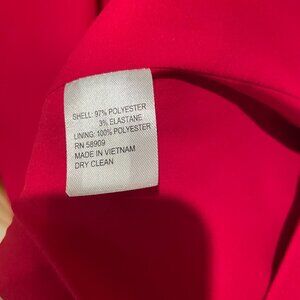 SHELL: 97% POLYESTER
3% ELASTANE
LINING: 100% POLYESTER
RN 58909
MADE IN VIETNAM
DRY CLEAN